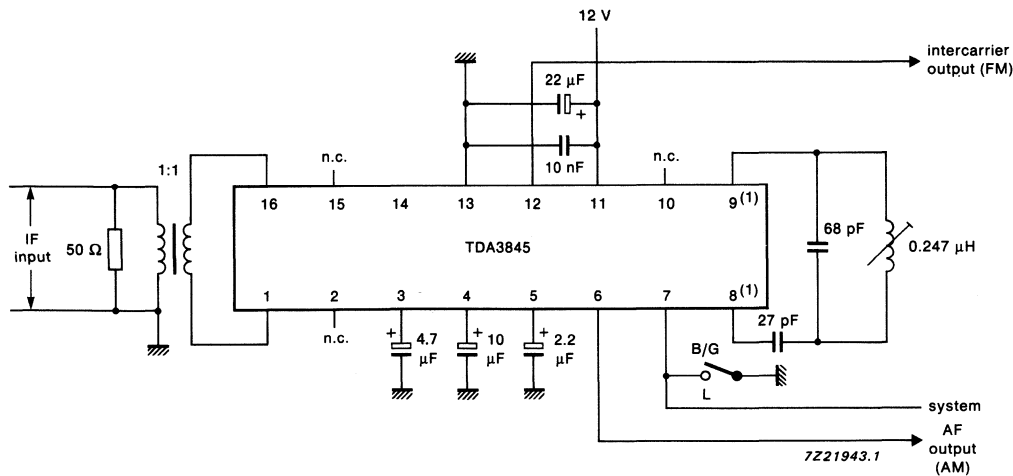 12 V
intercarrier
output (FM)
22 µF
+
10 nF
1:1
n.c.
n.c.
16 15 14 13 12 11 10 9(1)
IF
input
50 Ω
TDA3845
68 pF
0.247 µH
1 2 3 4 5 6 7 8(1)
n.c.
+ 4.7 µF
+ 10 µF
+ 2.2 µF
27 pF
B/G
L
system
AF
output
(AM)
7Z21943.1